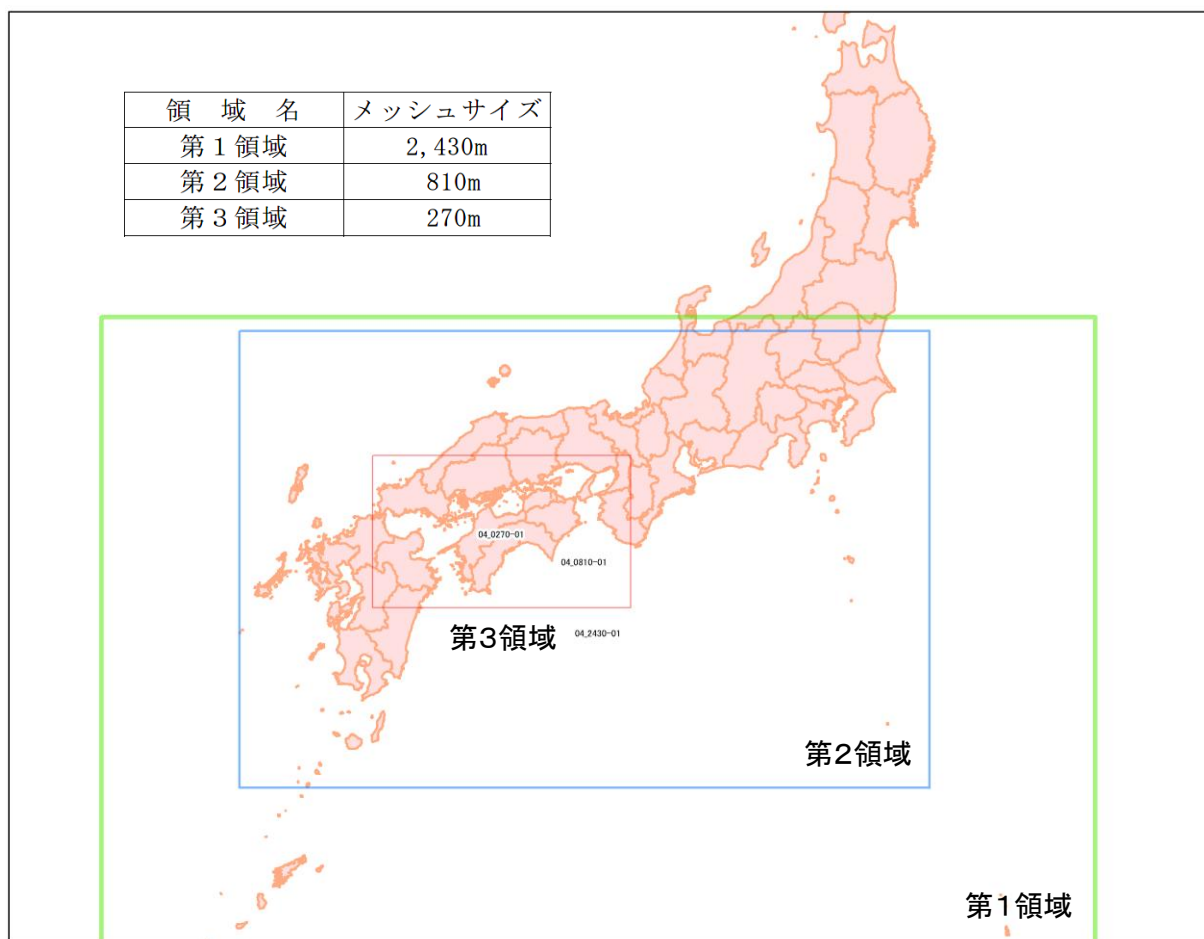 領 域 名 メッシュサイズ
第1領域 2,430m
第2領域 810m
第3領域 270m
04_0270-01
04_0810-01
第3領域 04_2430-01
第2領域
第1領域